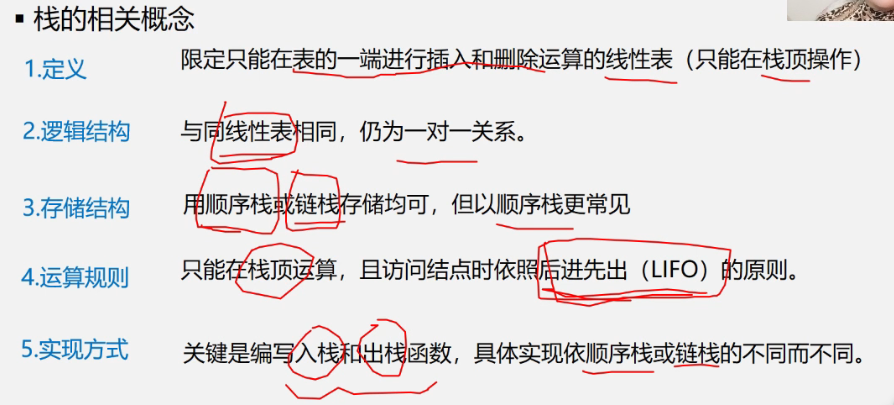 ▪ 栈的相关概念
1.定义 限定只能在表的一端进行插入和删除运算的线性表（只能在栈顶操作）
2.逻辑结构 与同线性表相同，仍为一对一关系。
3.存储结构 用顺序栈或链栈存储均可，但以顺序栈更常见
4.运算规则 只能在栈顶运算，且访问结点时依照后进先出（LIFO）的原则。
5.实现方式 关键是编写入栈和出栈函数，具体实现依顺序栈或链栈的不同而不同。